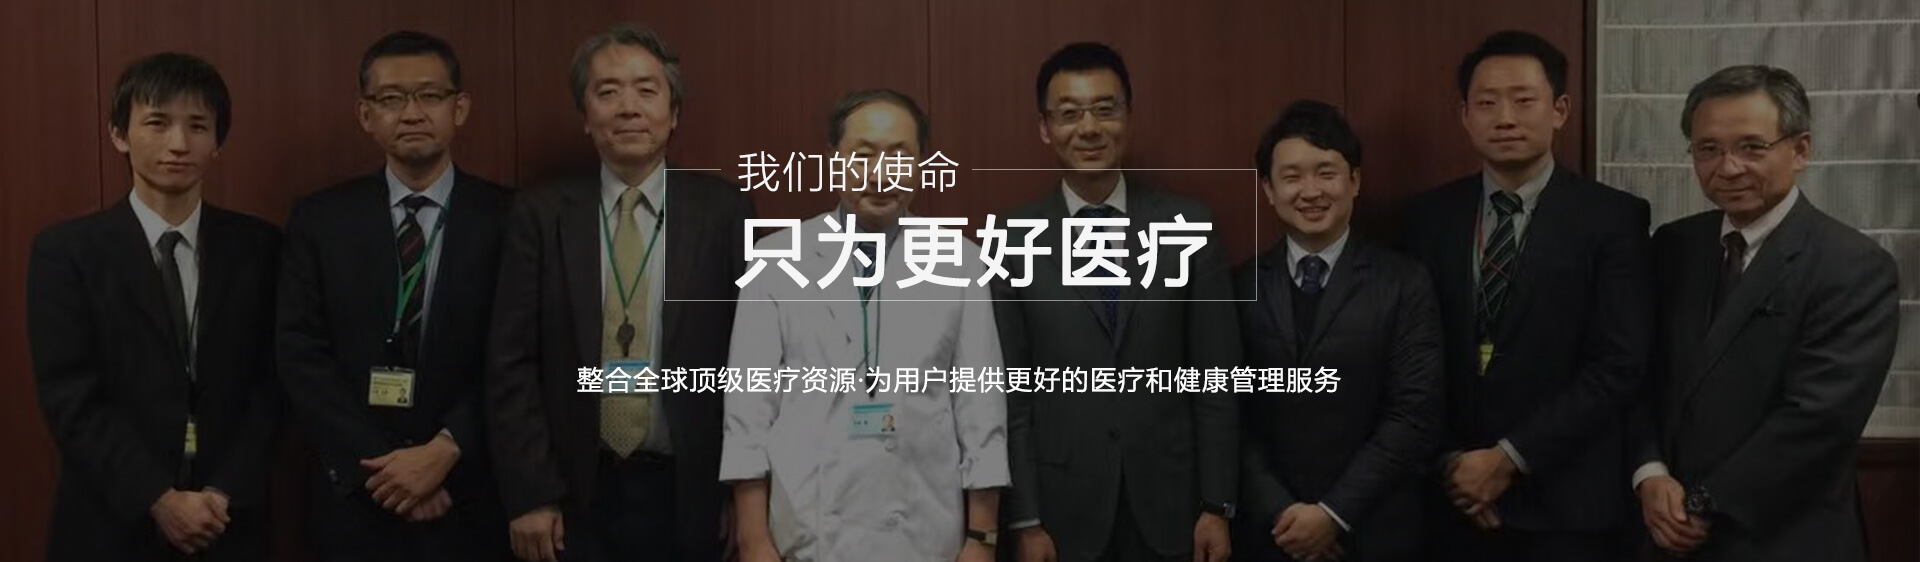 我们的使命
只为更好医疗
整合全球顶级医疗资源·为用户提供更好的医疗和健康管理服务